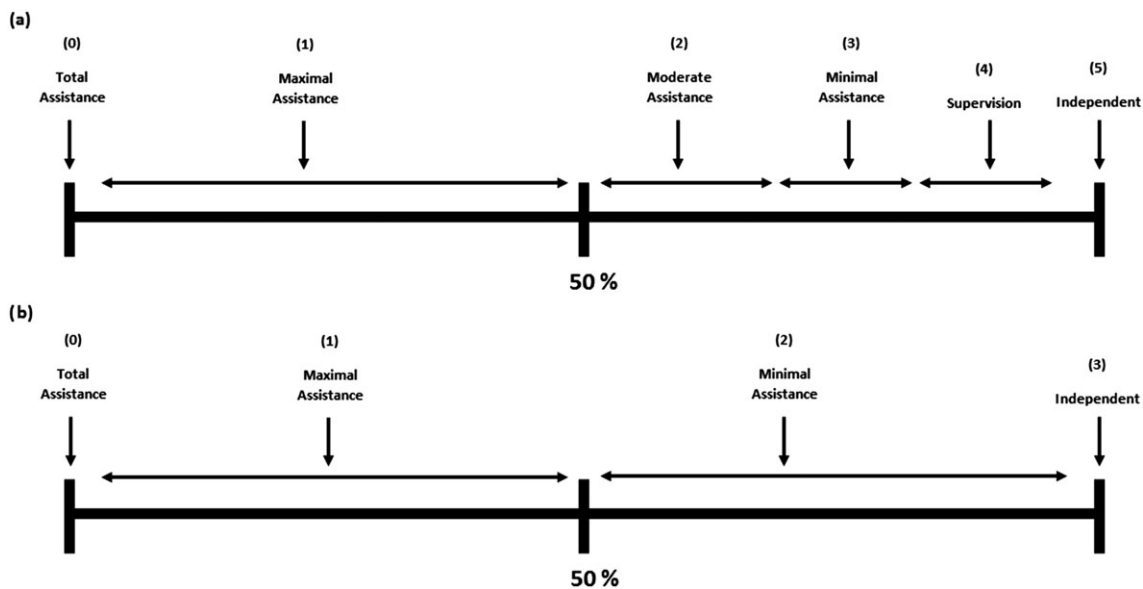 (a)
(0)
Total
Assistance
(1)
Maximal
Assistance
(2)
Moderate
Assistance
(3)
Minimal
Assistance
(4)
Supervision
(5)
Independent
50 %
(b)
(0)
Total
Assistance
(1)
Maximal
Assistance
(2)
Minimal
Assistance
(3)
Independent
50 %